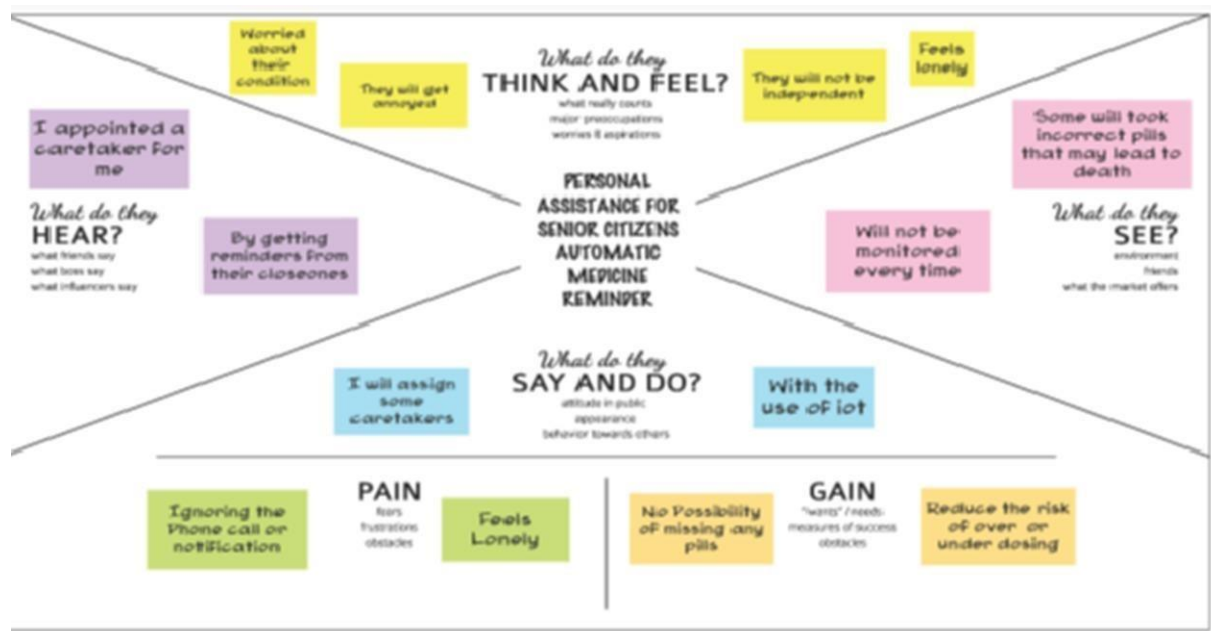 Worried
about
their
condition
They will get
annoyed
What do they
THINK AND FEEL?
what really counts
major preoccupations
worries & aspirations
They will not be
independent
Feels
lonely
I appointed a
caretaker for
me
What do they
HEAR?
what friends say
what boss say
what influencers say
By getting
reminders from
their closeones
PERSONAL
ASSISTANCE FOR
SENIOR CITIZENS
AUTOMATIC
MEDICINE
REMINDER
Will not be
monitored
every time
Some will took
incorrect pills
that may lead to
death
What do they
SEE?
environment
friends
what the market offers
I will assign
some
caretakers
What do they
SAY AND DO?
attitude in public
appearance
behavior towards others
With the
use of iot
Ignoring the
Phone call or
notification
PAIN
fears
frustrations
obstacles
Feels
Lonely
No Possibility
of missing any
pills
GAIN
"wants" / needs
measures of success
obstacles
Reduce the risk
of over or
under dosing